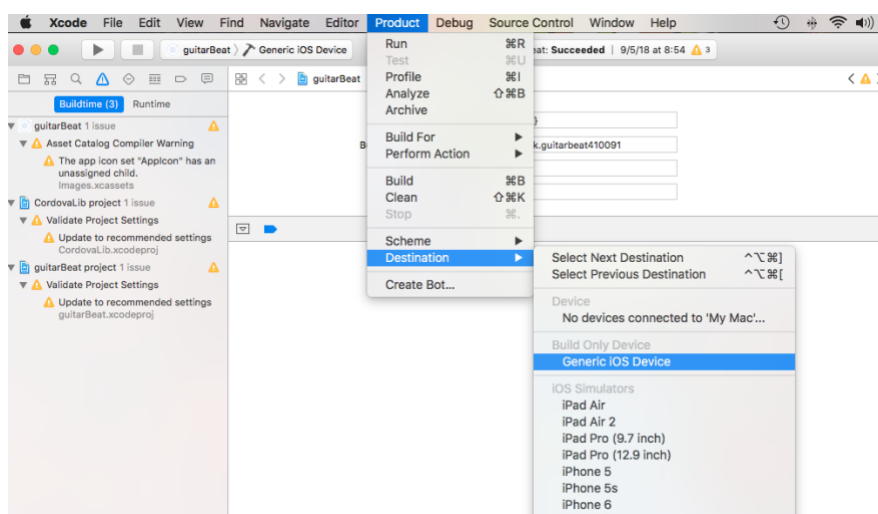 Xcode File Edit View Find Navigate Editor Product Debug Source Control Window Help
guitarBeat Generic iOS Device
eat: Succeeded | 9/5/18 at 8:54 3
guitarBeat
Buildtime (3) Runtime
guitarBeat 1 issue
Asset Catalog Compiler Warning
The app icon set "AppIcon" has an
unassigned child.
Images.xcassets
CordovaLib project 1 issue
Validate Project Settings
Update to recommended settings
CordovaLib.xcodeproj
guitarBeat project 1 issue
Validate Project Settings
Update to recommended settings
guitarBeat.xcodeproj
B
}
k.guitarbeat410091
Run ⌘R
Test ⌘U
Profile ⌘I
Analyze ⇧⌘B
Archive
Build For
Perform Action
Build ⌘B
Clean ⇧⌘K
Stop ⌘.
Scheme
Destination
Create Bot...
Select Next Destination ^⌥⌘]
Select Previous Destination ^⌥⌘[
Device
No devices connected to 'My Mac'...
Build Only Device
Generic iOS Device
iOS Simulators
iPad Air
iPad Air 2
iPad Pro (9.7 inch)
iPad Pro (12.9 inch)
iPhone 5
iPhone 5s
iPhone 6